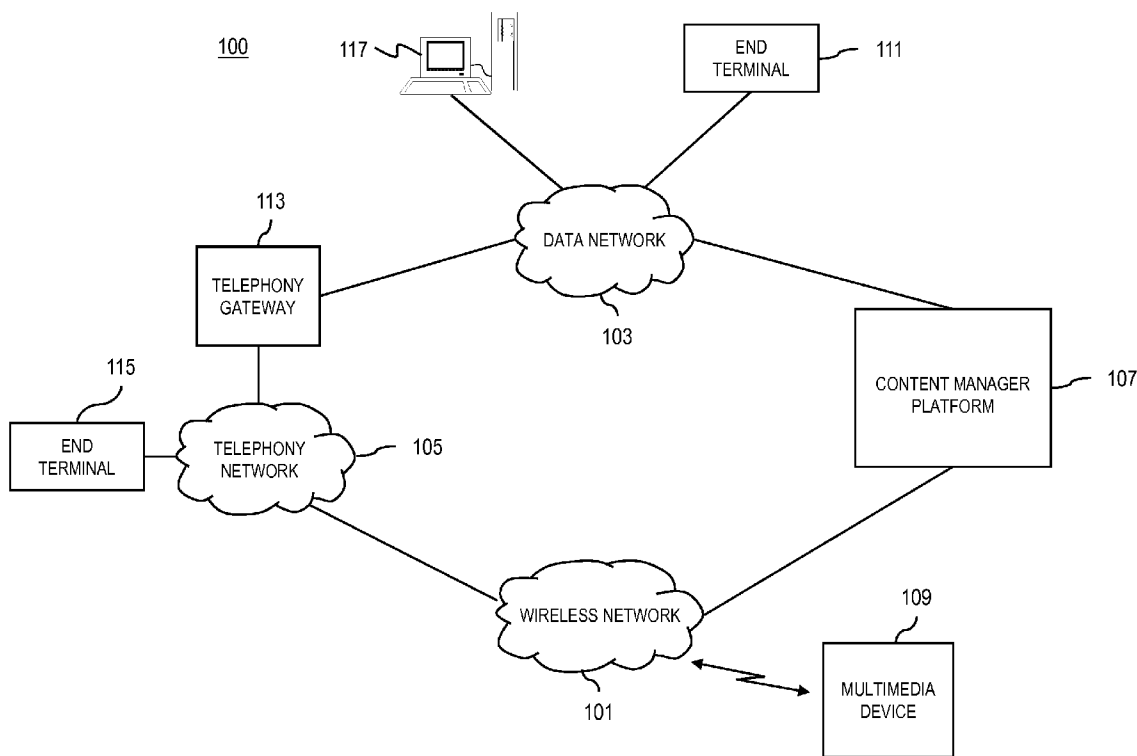 100
117
END
TERMINAL
111
113
DATA NETWORK
TELEPHONY
GATEWAY
103
115
CONTENT MANAGER
PLATFORM
107
END
TERMINAL
TELEPHONY
NETWORK
105
WIRELESS NETWORK
109
101
MULTIMEDIA
DEVICE